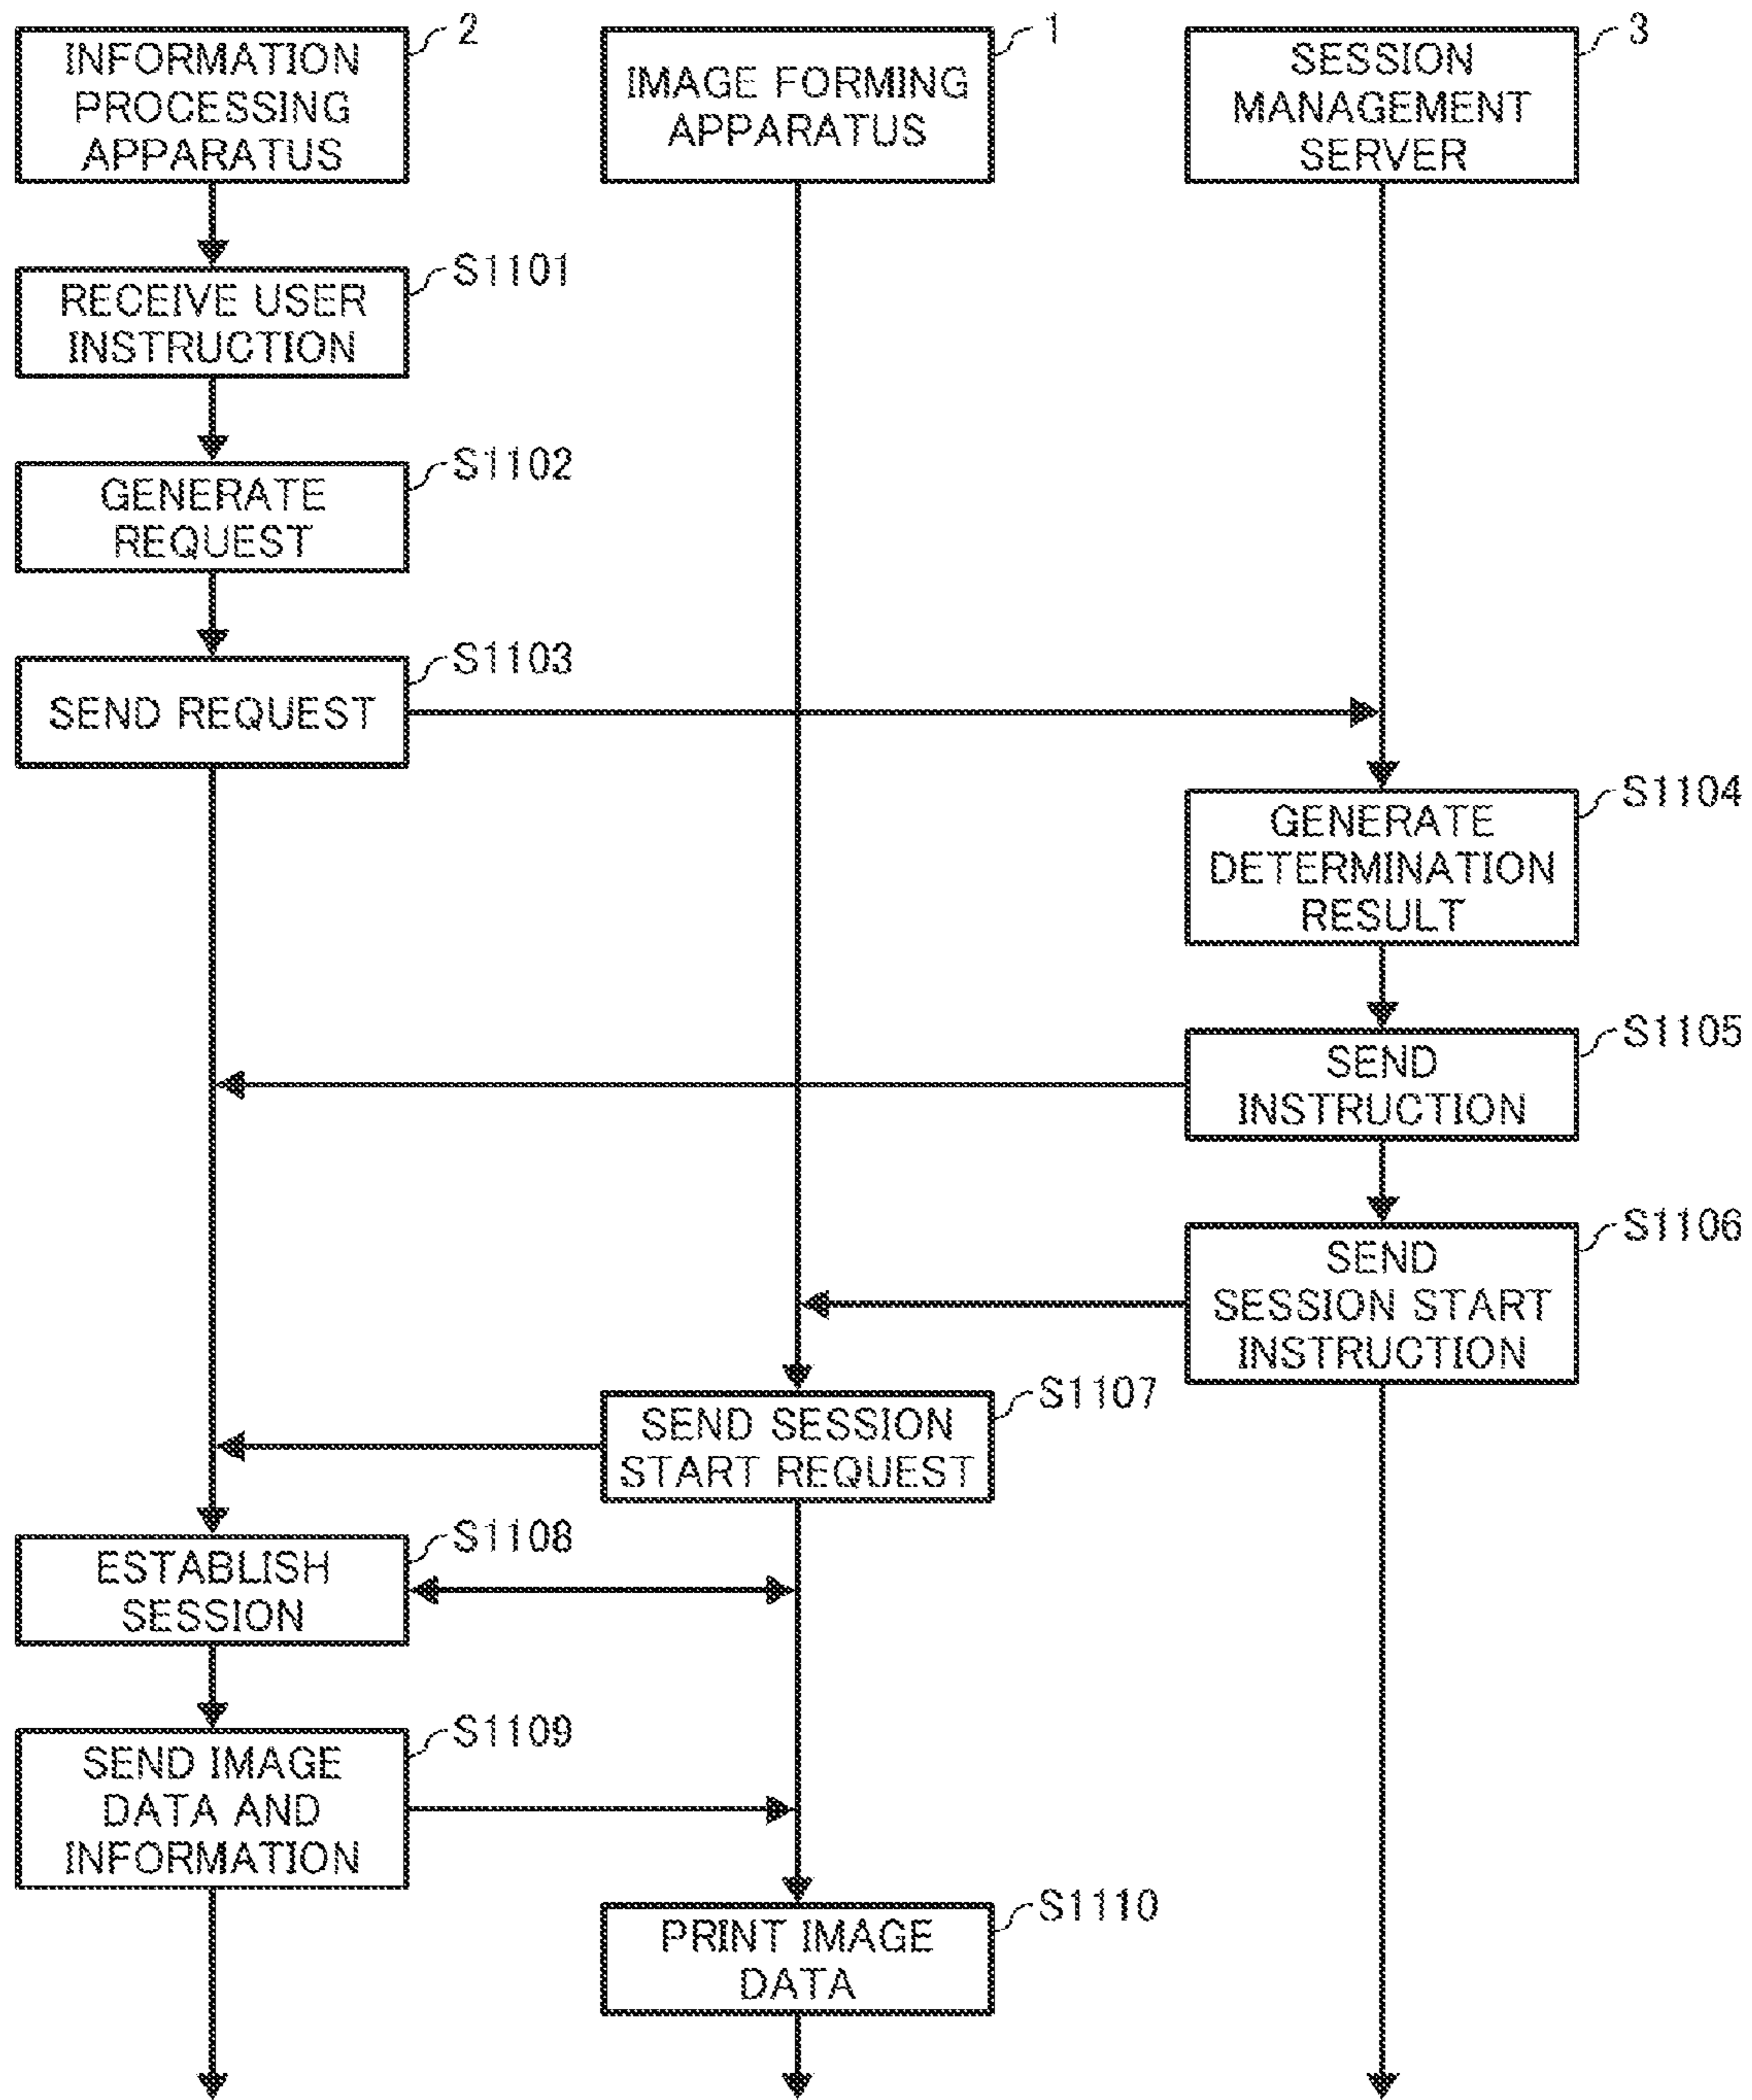 2
INFORMATION
PROCESSING
APPARATUS
1
IMAGE FORMING
APPARATUS
3
SESSION
MANAGEMENT
SERVER
S1101
RECEIVE USER
INSTRUCTION
S1102
GENERATE
REQUEST
S1103
SEND REQUEST
S1104
GENERATE
DETERMINATION
RESULT
S1105
SEND
INSTRUCTION
S1106
SEND
SESSION START
INSTRUCTION
S1107
SEND SESSION
START REQUEST
S1108
ESTABLISH
SESSION
S1109
SEND IMAGE
DATA AND
INFORMATION
S1110
PRINT IMAGE
DATA